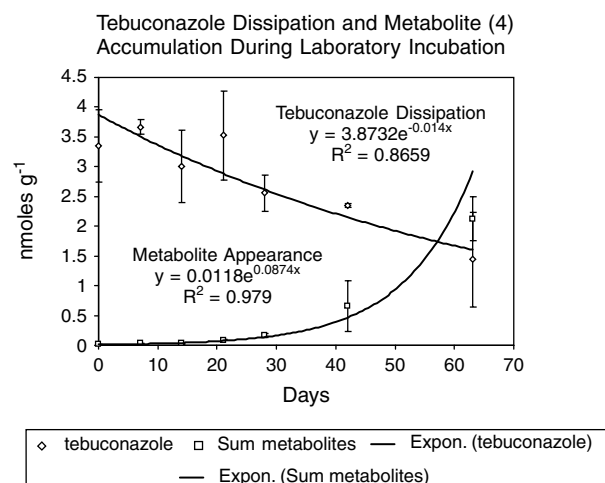 Tebuconazole Dissipation and Metabolite (4)
Accumulation During Laboratory Incubation
4.5
4
3.5
3
2.5
2
1.5
1
0.5
0
nmoles g⁻¹
Tebuconazole Dissipation
y = 3.8732e⁻⁰·⁰¹⁴ˣ
R² = 0.8659
Metabolite Appearance
y = 0.0118e⁰·⁰⁸⁷⁴ˣ
R² = 0.979
0 10 20 30 40 50 60 70
Days
tebuconazole Sum metabolites Expon. (tebuconazole)
Expon. (Sum metabolites)